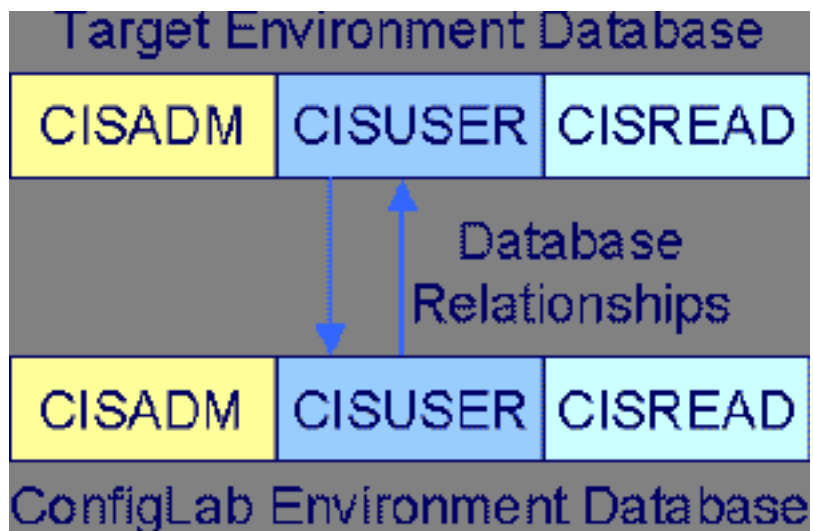 Target Environment Database
CISADM CISUSER CISREAD
Database
Relationships
CISADM CISUSER CISREAD
ConfigLab Environment Database